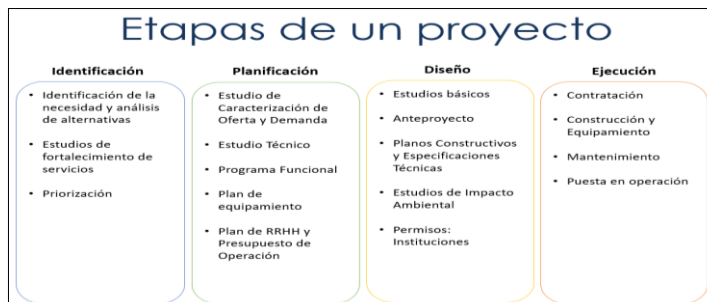 Etapas de un proyecto
Identificación
• Identificación de la
necesidad y análisis
de alternativas
• Estudios de
fortalecimiento de
servicios
• Priorización
Planificación
• Estudio de
Caracterización de
Oferta y Demanda
• Estudio Técnico
• Programa Funcional
• Plan de
equipamiento
• Plan de RRHH y
Presupuesto de
Operación
Diseño
• Estudios básicos
• Anteproyecto
• Planos Constructivos
y Especificaciones
Técnicas
• Estudios de Impacto
Ambiental
• Permisos:
Instituciones
Ejecución
• Contratación
• Construcción y
Equipamiento
• Mantenimiento
• Puesta en operación